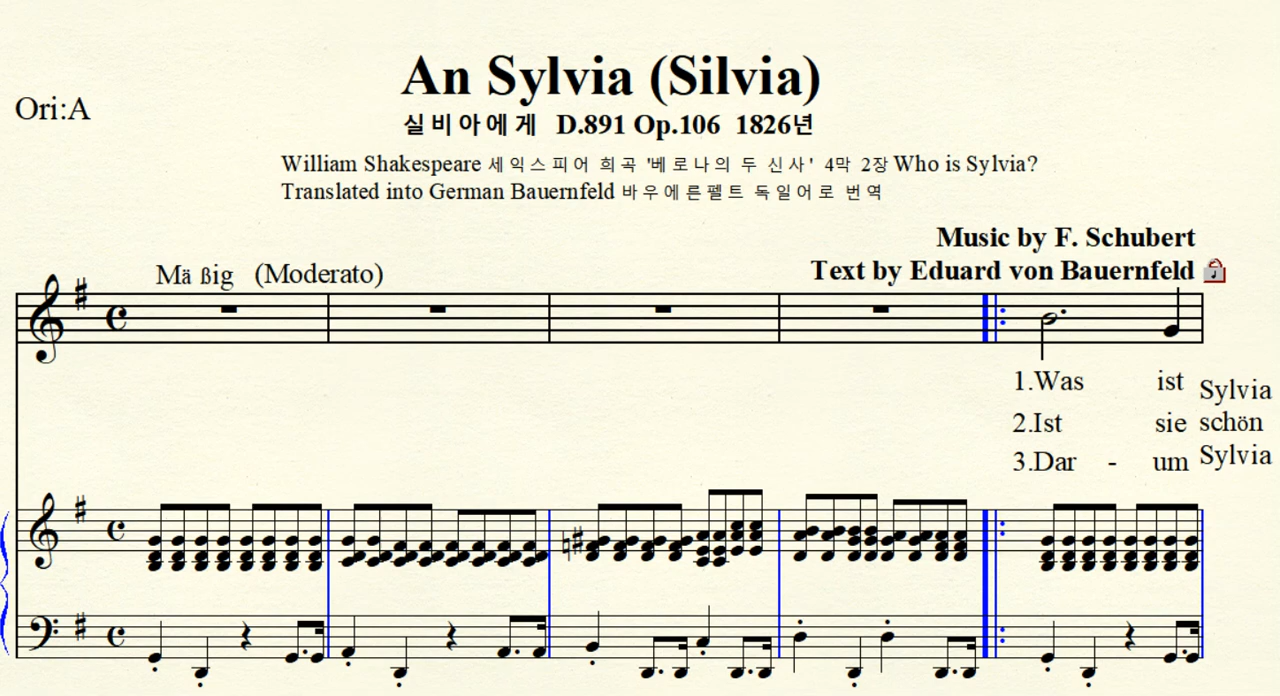 An Sylvia (Silvia)
Ori:A
실비아에게 D.891 Op.106 1826년
William Shakespeare 세익스피어 희곡 '베로나의 두 신사' 4막 2장 Who is Sylvia?
Translated into German Bauernfeld 바우에른펠트 독일어로 번역
Music by F. Schubert
Text by Eduard von Bauernfeld
Mäßig (Moderato)
1.Was ist Sylvia
2.Ist sie schön
3.Dar - um Sylvia